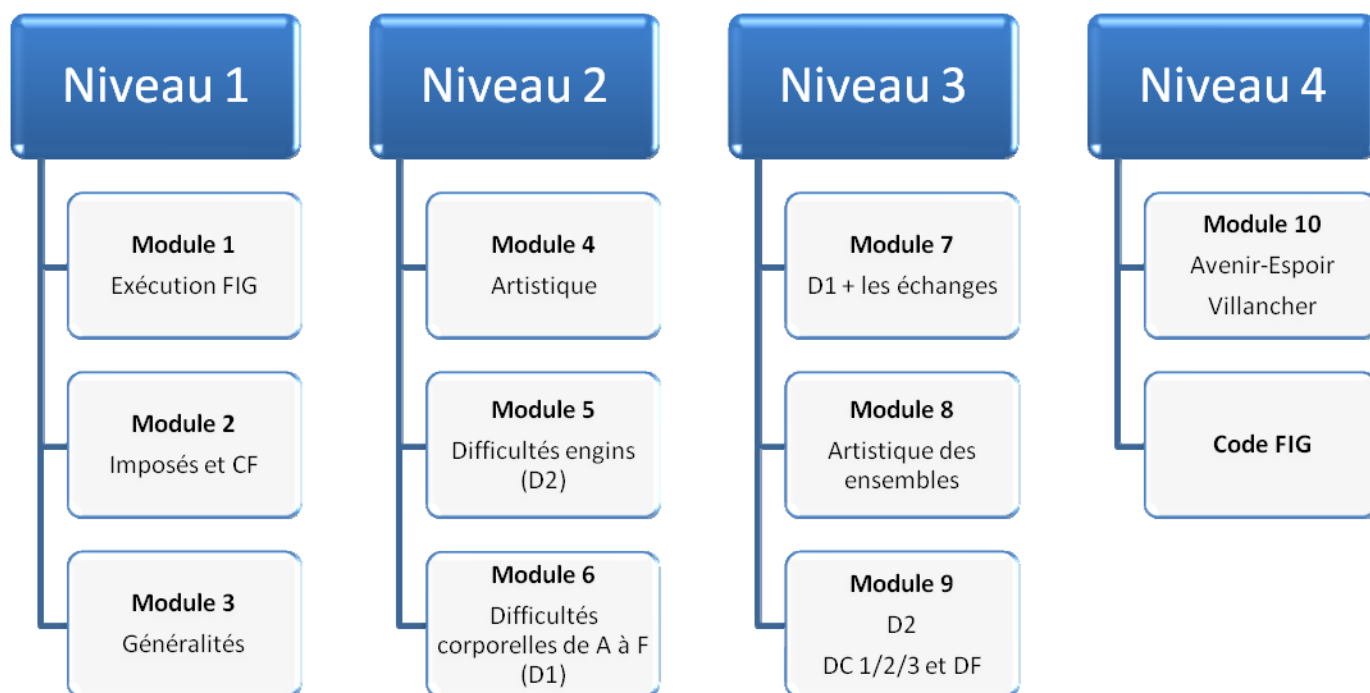 Niveau 1
Module 1
Exécution FIG
Module 2
Imposés et CF
Module 3
Généralités
Niveau 2
Module 4
Artistique
Module 5
Difficultés engins
(D2)
Module 6
Difficultés
corporelles de A à F
(D1)
Niveau 3
Module 7
D1 + les échanges
Module 8
Artistique des
ensembles
Module 9
D2
DC 1/2/3 et DF
Niveau 4
Module 10
Avenir-Espoir
Villancher
Code FIG